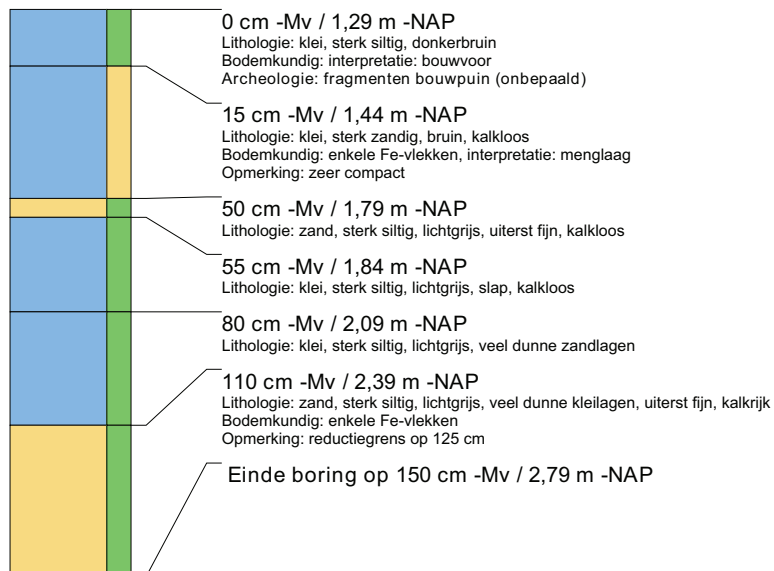 0 cm -Mv / 1,29 m -NAP
Lithologie: klei, sterk siltig, donkerbruin
Bodemkundig: interpretatie: bouwvoor
Archeologie: fragmenten bouwpuin (onbepaald)
15 cm -Mv / 1,44 m -NAP
Lithologie: klei, sterk zandig, bruin, kalkloos
Bodemkundig: enkele Fe-vlekken, interpretatie: menglaag
Opmerking: zeer compact
50 cm -Mv / 1,79 m -NAP
Lithologie: zand, sterk siltig, lichtgrijs, uiterst fijn, kalkloos
55 cm -Mv / 1,84 m -NAP
Lithologie: klei, sterk siltig, lichtgrijs, slap, kalkloos
80 cm -Mv / 2,09 m -NAP
Lithologie: klei, sterk siltig, lichtgrijs, veel dunne zandlagen
110 cm -Mv / 2,39 m -NAP
Lithologie: zand, sterk siltig, lichtgrijs, veel dunne kleilagen, uiterst fijn, kalkrijk
Bodemkundig: enkele Fe-vlekken
Opmerking: reductiegrens op 125 cm
Einde boring op 150 cm -Mv / 2,79 m -NAP